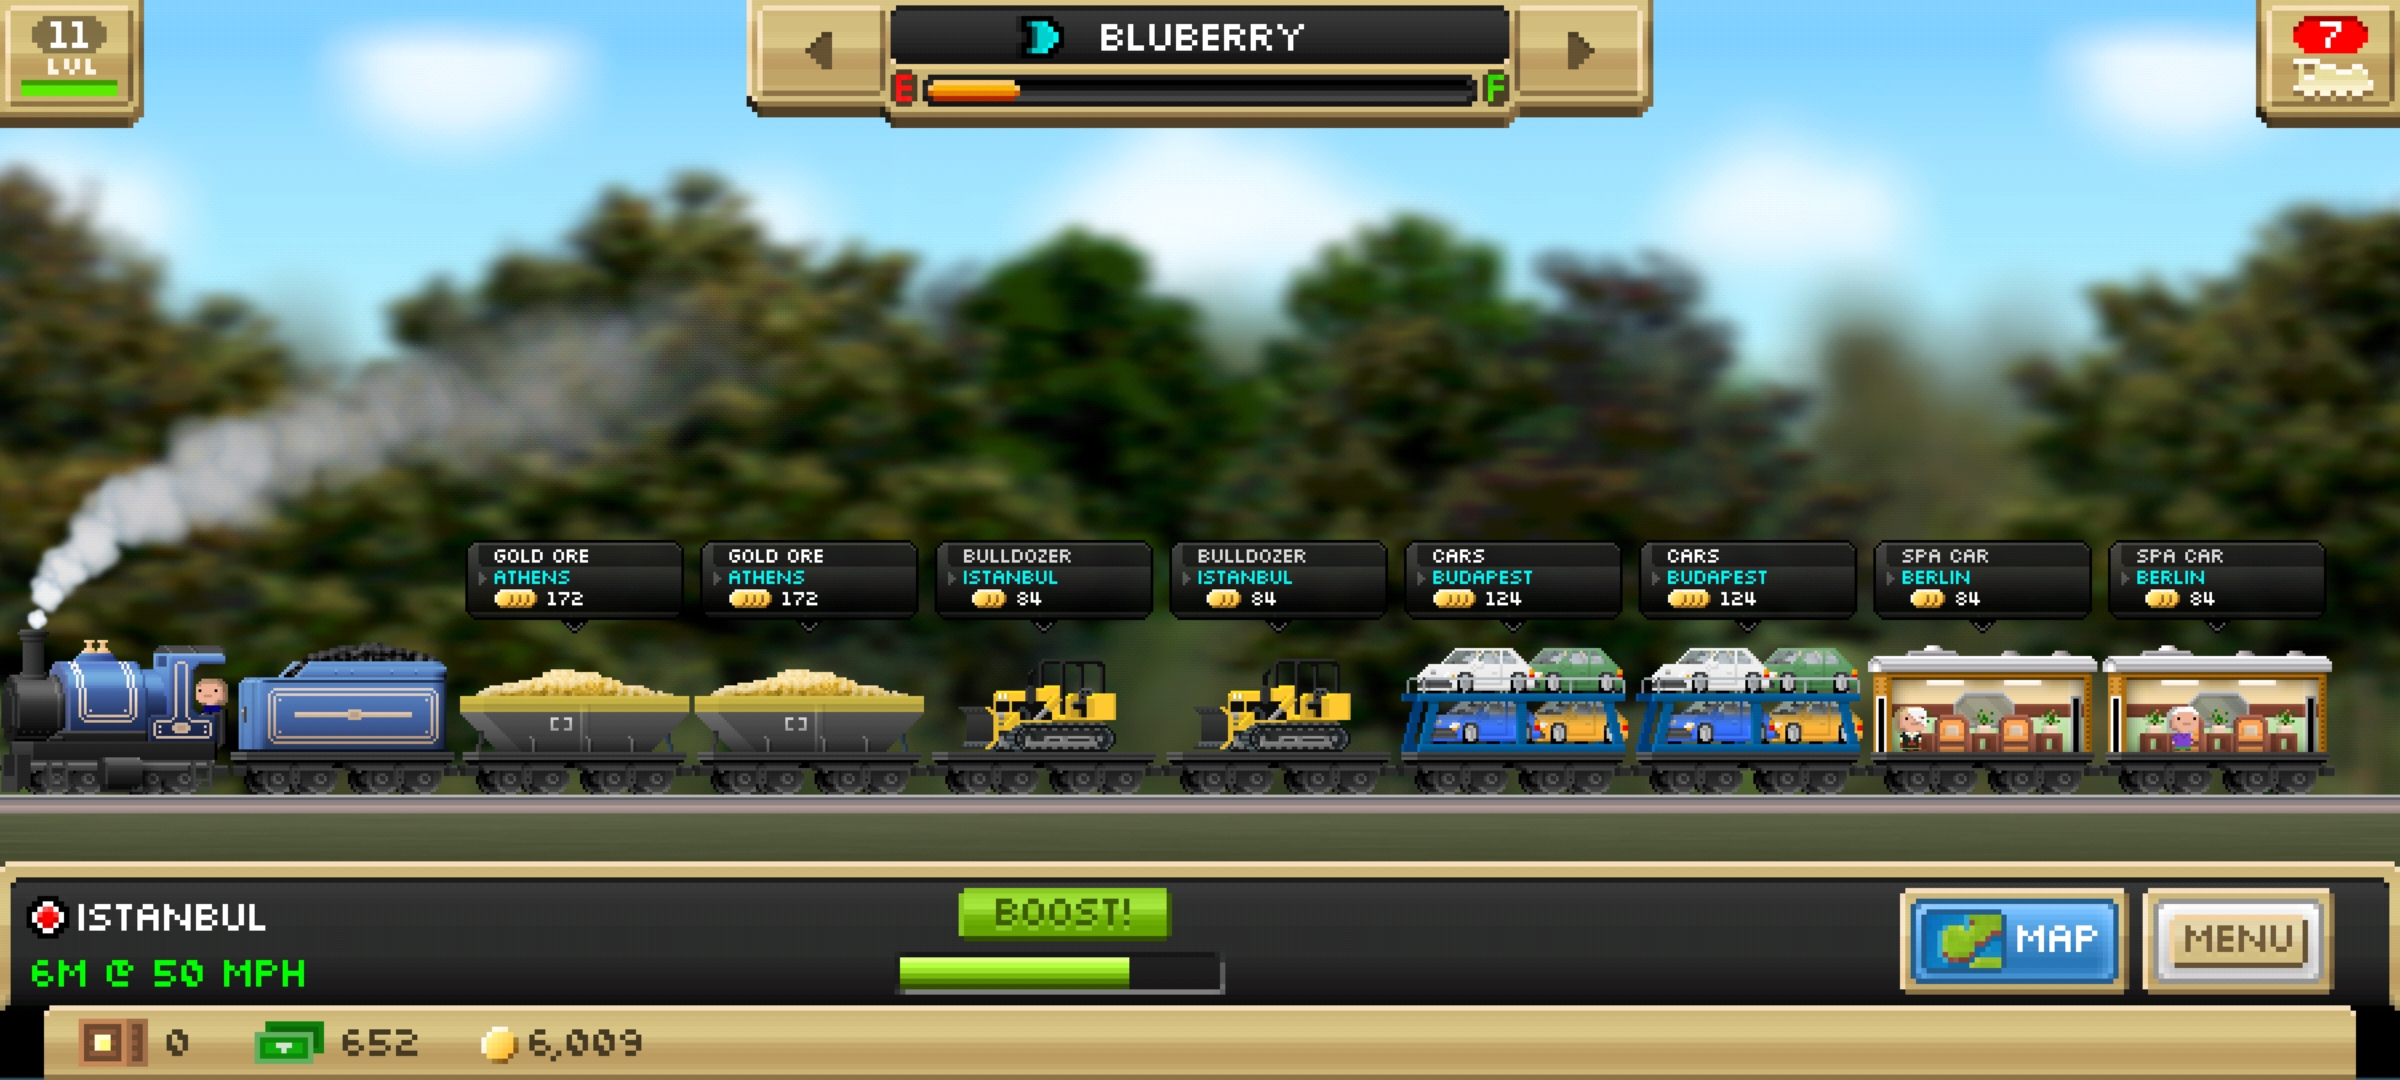 11
LVL
BLUBERRY
E
F
7
GOLD ORE
ATHENS
172
GOLD ORE
ATHENS
172
BULLDOZER
ISTANBUL
84
BULLDOZER
ISTANBUL
84
CARS
BUDAPEST
124
CARS
BUDAPEST
124
SPA CAR
BERLIN
84
SPA CAR
BERLIN
84
ISTANBUL
6M @ 50 MPH
BOOST!
MAP
MENU
0
652
6,009